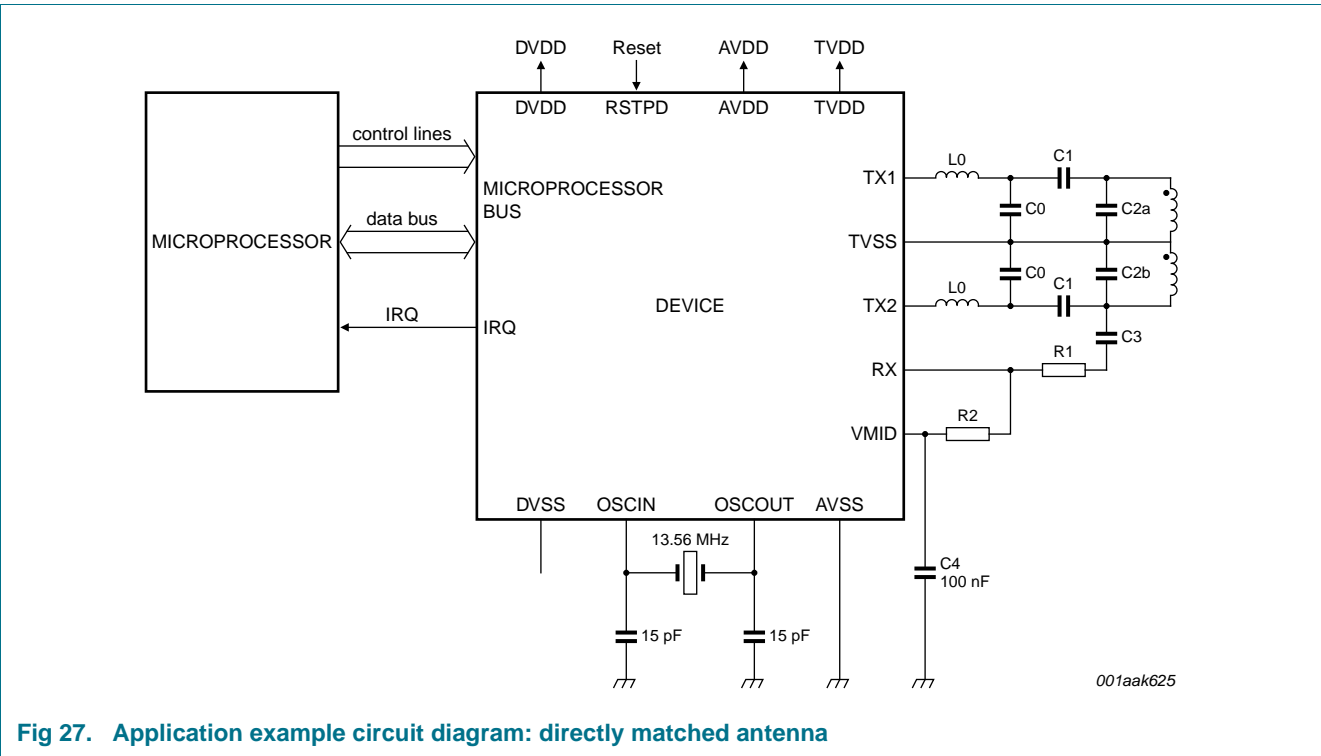 DVDD Reset AVDD TVDD
DVDD RSTPD AVDD TVDD
control lines
L0 C1
TX1
MICROPROCESSOR
BUS
C0 C2a
data bus
MICROPROCESSOR
TVSS
C0 C2b
L0 C1
DEVICE
TX2
IRQ
IRQ
C3
R1
RX
R2
VMID
DVSS OSCIN OSCOUT AVSS
13.56 MHz
C4
100 nF
15 pF 15 pF
001aak625
Fig 27. Application example circuit diagram: directly matched antenna